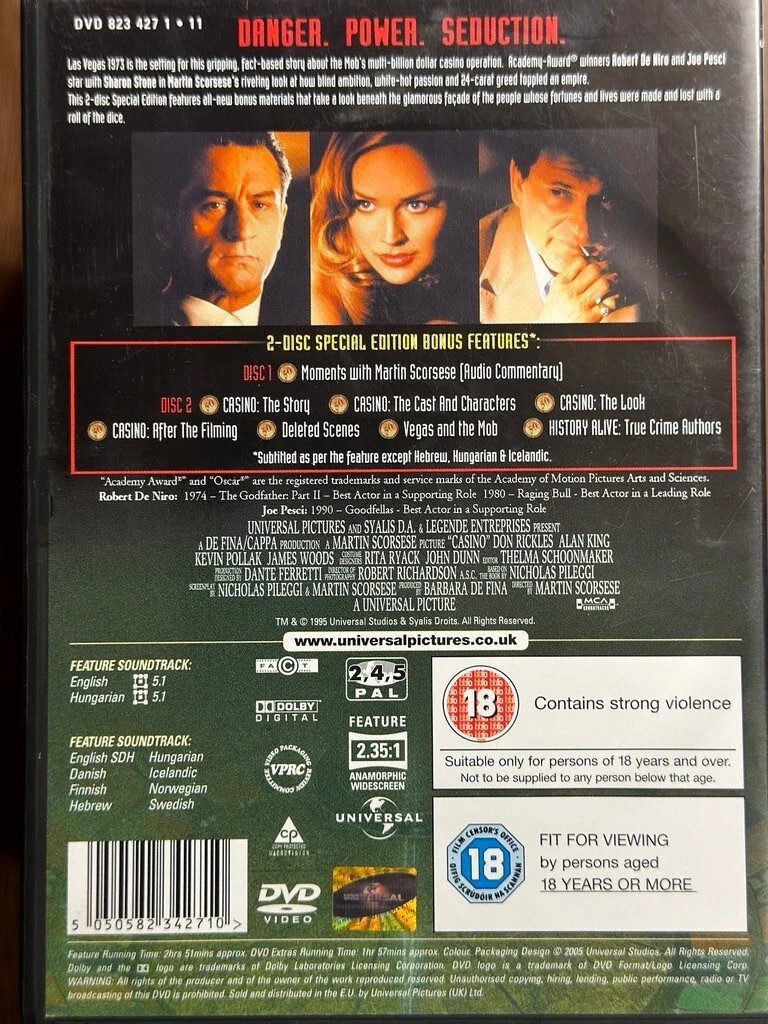 DVD 823 427 1 • 11
DANGER. POWER. SEDUCTION.
Las Vegas 1973 is the setting for this gripping, fact-based story about the Mob's multi-billion dollar casino operation. Academy-Award® winners Robert De Niro and Joe Pesci
star with Sharon Stone in Martin Scorsese's riveting look at how blind ambition, white-hot passion and 24-carat greed toppled an empire.
This 2-disc Special Edition features all-new bonus materials that take a look beneath the glamorous façade of the people whose fortunes and lives were made and lost with a
roll of the dice.
2-DISC SPECIAL EDITION BONUS FEATURES*:
DISC 1 Moments with Martin Scorsese (Audio Commentary)
DISC 2 CASINO: The Story CASINO: The Cast And Characters CASINO: The Look
CASINO: After The Filming Deleted Scenes Vegas and the Mob HISTORY ALIVE: True Crime Authors
*Subtitled as per the feature except Hebrew, Hungarian & Icelandic.
"Academy Award®" and "Oscar®" are the registered trademarks and service marks of the Academy of Motion Pictures Arts and Sciences.
Robert De Niro: 1974 – The Godfather: Part II – Best Actor in a Supporting Role 1980 – Raging Bull - Best Actor in a Leading Role
Joe Pesci: 1990 – Goodfellas - Best Actor in a Supporting Role
UNIVERSAL PICTURES AND SYALIS D.A. & LEGENDE ENTREPRISES PRESENT
A DE FINA/CAPPA PRODUCTION A MARTIN SCORSESE PICTURE "CASINO" DON RICKLES ALAN KING
KEVIN POLLAK JAMES WOODS COSTUME DESIGNERS RITA RYACK JOHN DUNN EDITOR THELMA SCHOONMAKER
PRODUCTION DESIGNED BY DANTE FERRETTI DIRECTOR OF PHOTOGRAPHY ROBERT RICHARDSON A.S.C. BASED ON THE BOOK BY NICHOLAS PILEGGI
SCREENPLAY BY NICHOLAS PILEGGI & MARTIN SCORSESE PRODUCED BY BARBARA DE FINA DIRECTED BY MARTIN SCORSESE
A UNIVERSAL PICTURE
MCA SOUNDTRACKS
TM & © 1995 Universal Studios & Syalis Droits. All Rights Reserved.
www.universalpictures.co.uk
FEATURE SOUNDTRACK:
English 5.1
Hungarian 5.1
FEATURE SOUNDTRACK:
English SDH Hungarian
Danish Icelandic
Finnish Norwegian
Hebrew Swedish
FACT
DOLBY
DIGITAL
VIDEO PACKAGING REVIEW COMMITTEE
VPRC
CP
COPY PROTECTED
MACROVISION
DVD
VIDEO
2,4,5
PAL
FEATURE
2.35:1
ANAMORPHIC
WIDESCREEN
UNIVERSAL
UNIVERSAL
18
Contains strong violence
Suitable only for persons of 18 years and over.
Not to be supplied to any person below that age.
FILM CENSOR'S OFFICE
18
OIFIG SCRÚDÓIR NA SCANNÁN
FIT FOR VIEWING
by persons aged
18 YEARS OR MORE
5 050582 342710 >
Feature Running Time: 2hrs 51mins approx. DVD Extras Running Time: 1hr 57mins approx. Colour. Packaging Design © 2005 Universal Studios. All Rights Reserved.
Dolby and the logo are trademarks of Dolby Laboratories Licensing Corporation. DVD logo is a trademark of DVD Format/Logo Licensing Corp.
WARNING: All rights of the producer and of the owner of the work reproduced reserved. Unauthorised copying, hiring, lending, public performance, radio or TV
broadcasting of this DVD is prohibited. Sold and distributed in the E.U. by Universal Pictures (UK) Ltd.